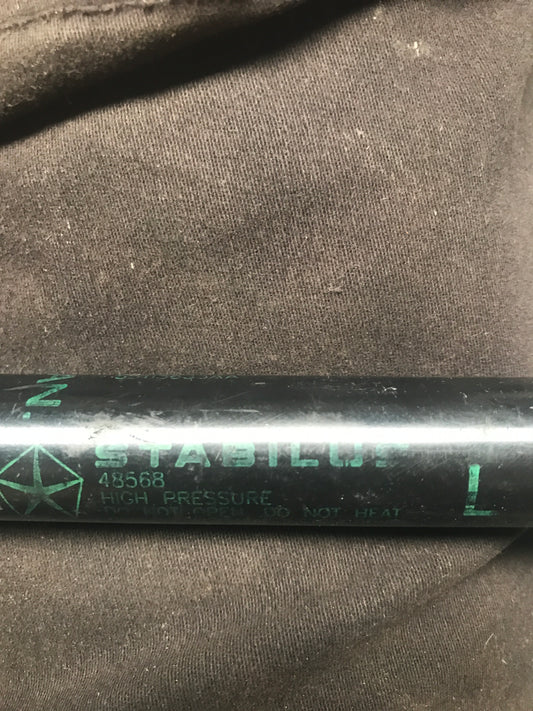 STABILUS
48568
HIGH PRESSURE
DO NOT OPEN DO NOT HEAT
L